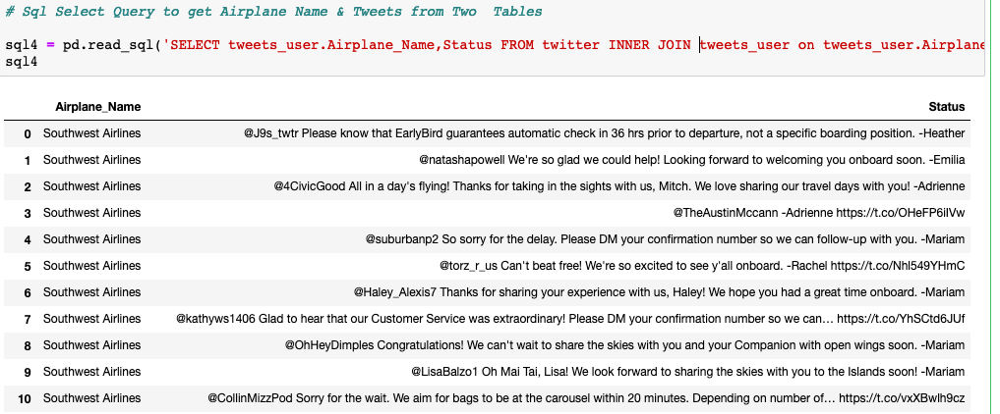 # Sql Select Query to get Airplane Name & Tweets from Two Tables
sql4 = pd.read_sql('SELECT tweets_user.Airplane_Name,Status FROM twitter INNER JOIN tweets_user on tweets_user.Airplane
sql4
Airplane_Name Status
0 Southwest Airlines @J9s_twtr Please know that EarlyBird guarantees automatic check in 36 hrs prior to departure, not a specific boarding position. -Heather
1 Southwest Airlines @natashapowell We're so glad we could help! Looking forward to welcoming you onboard soon. -Emilia
2 Southwest Airlines @4CivicGood All in a day's flying! Thanks for taking in the sights with us, Mitch. We love sharing our travel days with you! -Adrienne
3 Southwest Airlines @TheAustinMccann -Adrienne https://t.co/OHeFP6iIVw
4 Southwest Airlines @suburbanp2 So sorry for the delay. Please DM your confirmation number so we can follow-up with you. -Mariam
5 Southwest Airlines @torz_r_us Can't beat free! We're so excited to see y'all onboard. -Rachel https://t.co/Nhl549YHmC
6 Southwest Airlines @Haley_Alexis7 Thanks for sharing your experience with us, Haley! We hope you had a great time onboard. -Mariam
7 Southwest Airlines @kathyws1406 Glad to hear that our Customer Service was extraordinary! Please DM your confirmation number so we can… https://t.co/YhSCtd6JUf
8 Southwest Airlines @OhHeyDimples Congratulations! We can't wait to share the skies with you and your Companion with open wings soon. -Mariam
9 Southwest Airlines @LisaBalzo1 Oh Mai Tai, Lisa! We look forward to sharing the skies with you to the Islands soon! -Mariam
10 Southwest Airlines @CollinMizzPod Sorry for the wait. We aim for bags to be at the carousel within 20 minutes. Depending on number of… https://t.co/vxXBwlh9cz